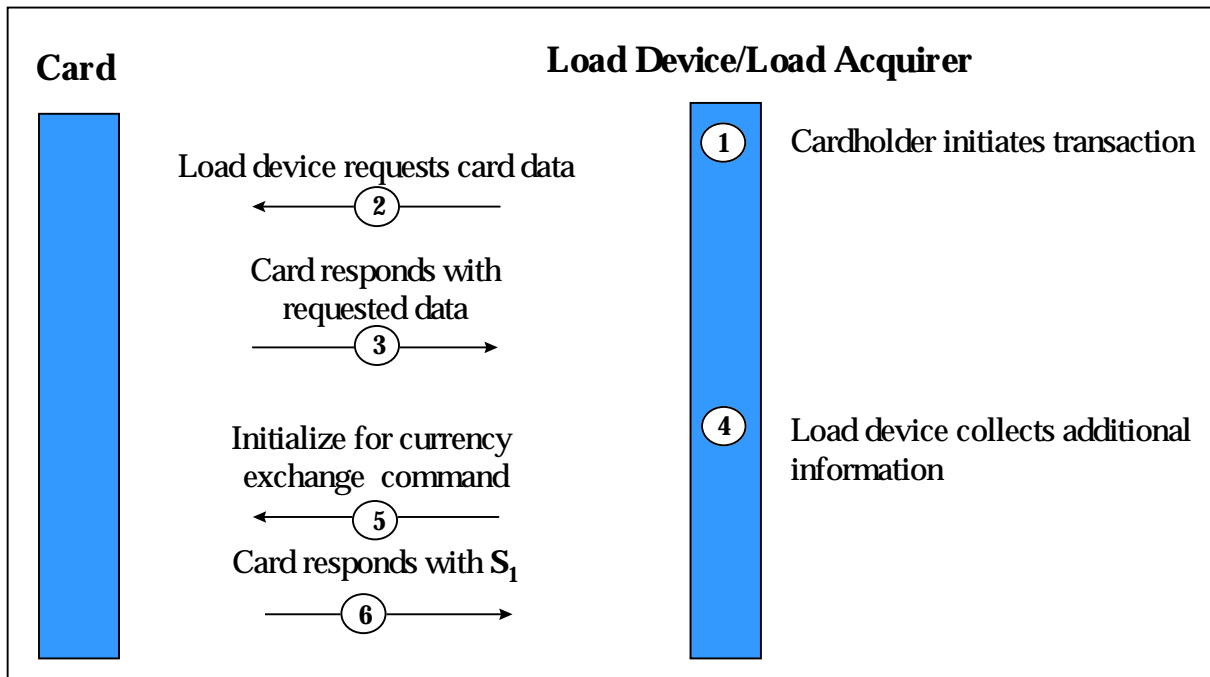 Card
Load Device/Load Acquirer
1
Cardholder initiates transaction
Load device requests card data
2
Card responds with
requested data
3
4
Load device collects additional
information
Initialize for currency
exchange command
5
Card responds with S1
6